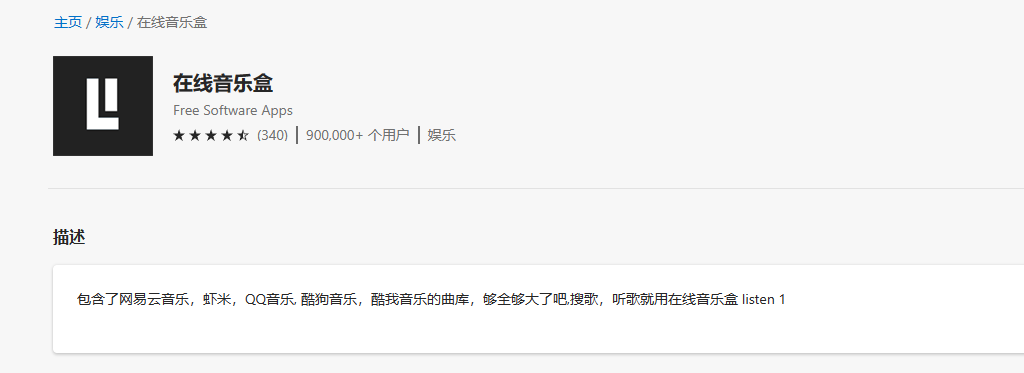 主页 / 娱乐 / 在线音乐盒
在线音乐盒
Free Software Apps
(340) | 900,000+ 个用户 | 娱乐
描述
包含了网易云音乐，虾米，QQ音乐, 酷狗音乐，酷我音乐的曲库，够全够大了吧,搜歌，听歌就用在线音乐盒 listen 1